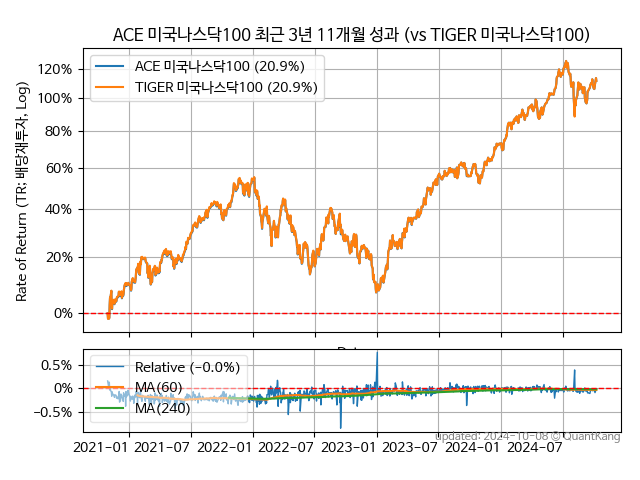 ACE 미국나스닥100 최근 3년 11개월 성과 (vs TIGER 미국나스닥100)
Rate of Return (TR: 배당재투자, Log)
120%
100%
80%
60%
40%
20%
0%
ACE 미국나스닥100 (20.9%)
TIGER 미국나스닥100 (20.9%)
0.5%
0%
−0.5%
Relative (−0.0%)
MA(60)
MA(240)
2021-01 2021-07 2022-01 2022-07 2023-01 2023-07 2024-01 2024-07
updated: 2024-10-08 © QuantKang